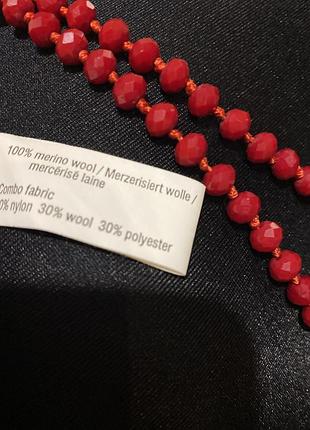 100% merino wool / Merzerisiert wolle /
mercérisé laine
Combo fabric
0% nylon 30% wool 30% polyester